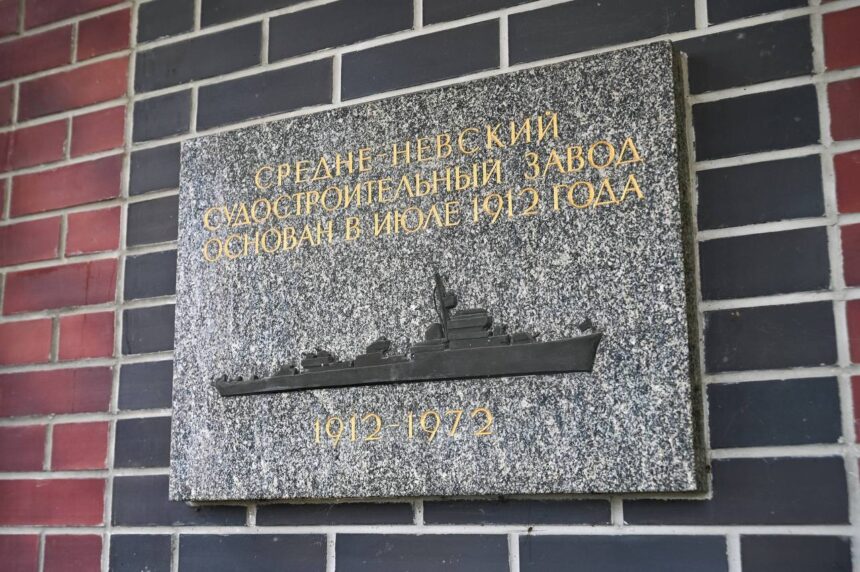 СРЕДНЕ-НЕВСКИЙ
СУДОСТРОИТЕЛЬНЫЙ ЗАВОД
ОСНОВАН В ИЮЛЕ 1912 ГОДА
1912-1972